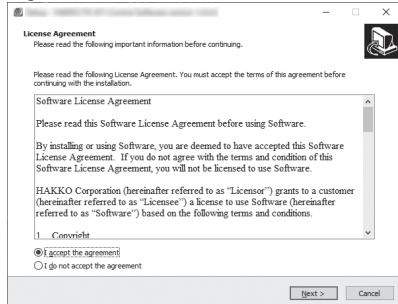 License Agreement
Please read the following important information before continuing.
Please read the following License Agreement. You must accept the terms of this agreement before
continuing with the installation.
Software License Agreement
Please read this Software License Agreement before using Software.
By installing or using Software, you are deemed to have accepted this Software
License Agreement. If you do not agree with the terms and condition of this
Software License Agreement, you will not be licensed to use Software.
HAKKO Corporation (hereinafter referred to as “Licensor”) grants to a customer
(hereinafter referred to as “Licensee”) a license to use Software (hereinafter
referred to as “Software”) based on the following terms and conditions.
1. Copyright
I accept the agreement
I do not accept the agreement
Next >
Cancel